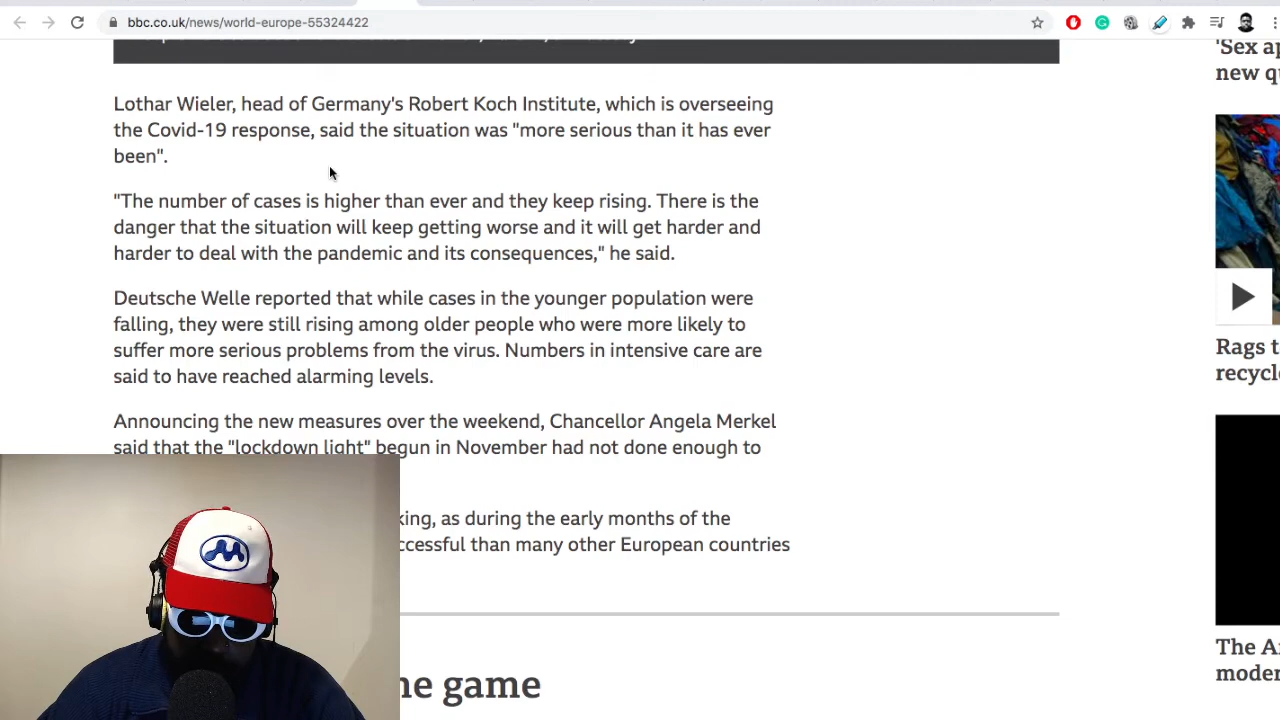 bbc.co.uk/news/world-europe-55324422
'Sex ap
new qu
Lothar Wieler, head of Germany's Robert Koch Institute, which is overseeing
the Covid-19 response, said the situation was "more serious than it has ever
been".
"The number of cases is higher than ever and they keep rising. There is the
danger that the situation will keep getting worse and it will get harder and
harder to deal with the pandemic and its consequences," he said.
Deutsche Welle reported that while cases in the younger population were
falling, they were still rising among older people who were more likely to
suffer more serious problems from the virus. Numbers in intensive care are
said to have reached alarming levels.
Announcing the new measures over the weekend, Chancellor Angela Merkel
said that the "lockdown light" begun in November had not done enough to
king, as during the early months of the
ccessful than many other European countries
he game
Rags t
recycle
The A
moder